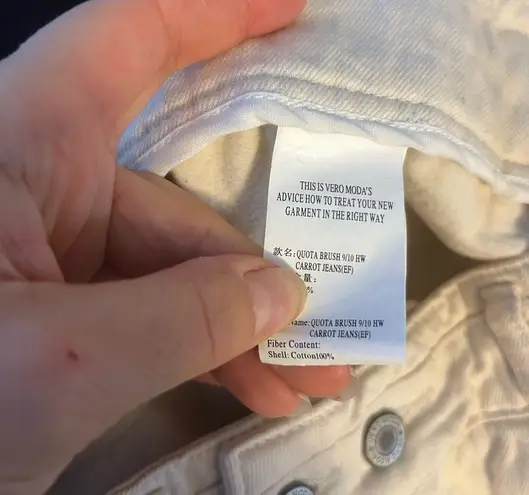 THIS IS VERO MODA'S
ADVICE HOW TO TREAT YOUR NEW
GARMENT IN THE RIGHT WAY
款名: QUOTA BRUSH 9/10 HW
CARROT JEANS(EF)
量:
%
Name: QUOTA BRUSH 9/10 HW
CARROT JEANS(EF)
Fiber Content:
Shell: Cotton100%